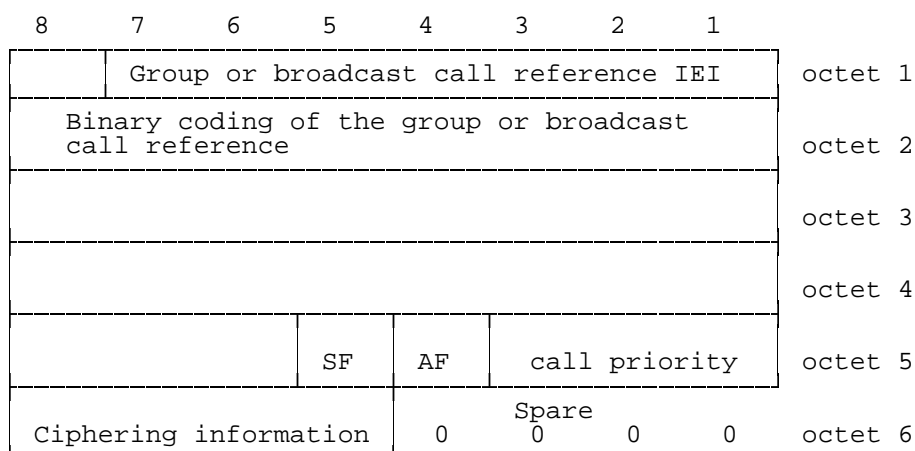 8 7 6 5 4 3 2 1
Group or broadcast call reference IEI octet 1
Binary coding of the group or broadcast
call reference octet 2
octet 3
octet 4
SF AF call priority octet 5
Spare
Ciphering information 0 0 0 0 octet 6